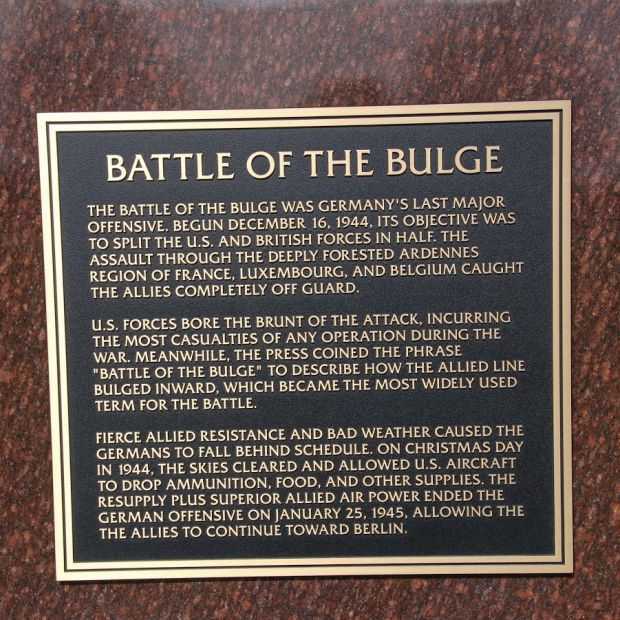 BATTLE OF THE BULGE
THE BATTLE OF THE BULGE WAS GERMANY'S LAST MAJOR
OFFENSIVE. BEGUN DECEMBER 16, 1944, ITS OBJECTIVE WAS
TO SPLIT THE U.S. AND BRITISH FORCES IN HALF. THE
ASSAULT THROUGH THE DEEPLY FORESTED ARDENNES
REGION OF FRANCE, LUXEMBOURG, AND BELGIUM CAUGHT
THE ALLIES COMPLETELY OFF GUARD.
U.S. FORCES BORE THE BRUNT OF THE ATTACK, INCURRING
THE MOST CASUALTIES OF ANY OPERATION DURING THE
WAR. MEANWHILE, THE PRESS COINED THE PHRASE
"BATTLE OF THE BULGE" TO DESCRIBE HOW THE ALLIED LINE
BULGED INWARD, WHICH BECAME THE MOST WIDELY USED
TERM FOR THE BATTLE.
FIERCE ALLIED RESISTANCE AND BAD WEATHER CAUSED THE
GERMANS TO FALL BEHIND SCHEDULE. ON CHRISTMAS DAY
IN 1944, THE SKIES CLEARED AND ALLOWED U.S. AIRCRAFT
TO DROP AMMUNITION, FOOD, AND OTHER SUPPLIES. THE
RESUPPLY PLUS SUPERIOR ALLIED AIR POWER ENDED THE
GERMAN OFFENSIVE ON JANUARY 25, 1945, ALLOWING THE
THE ALLIES TO CONTINUE TOWARD BERLIN.